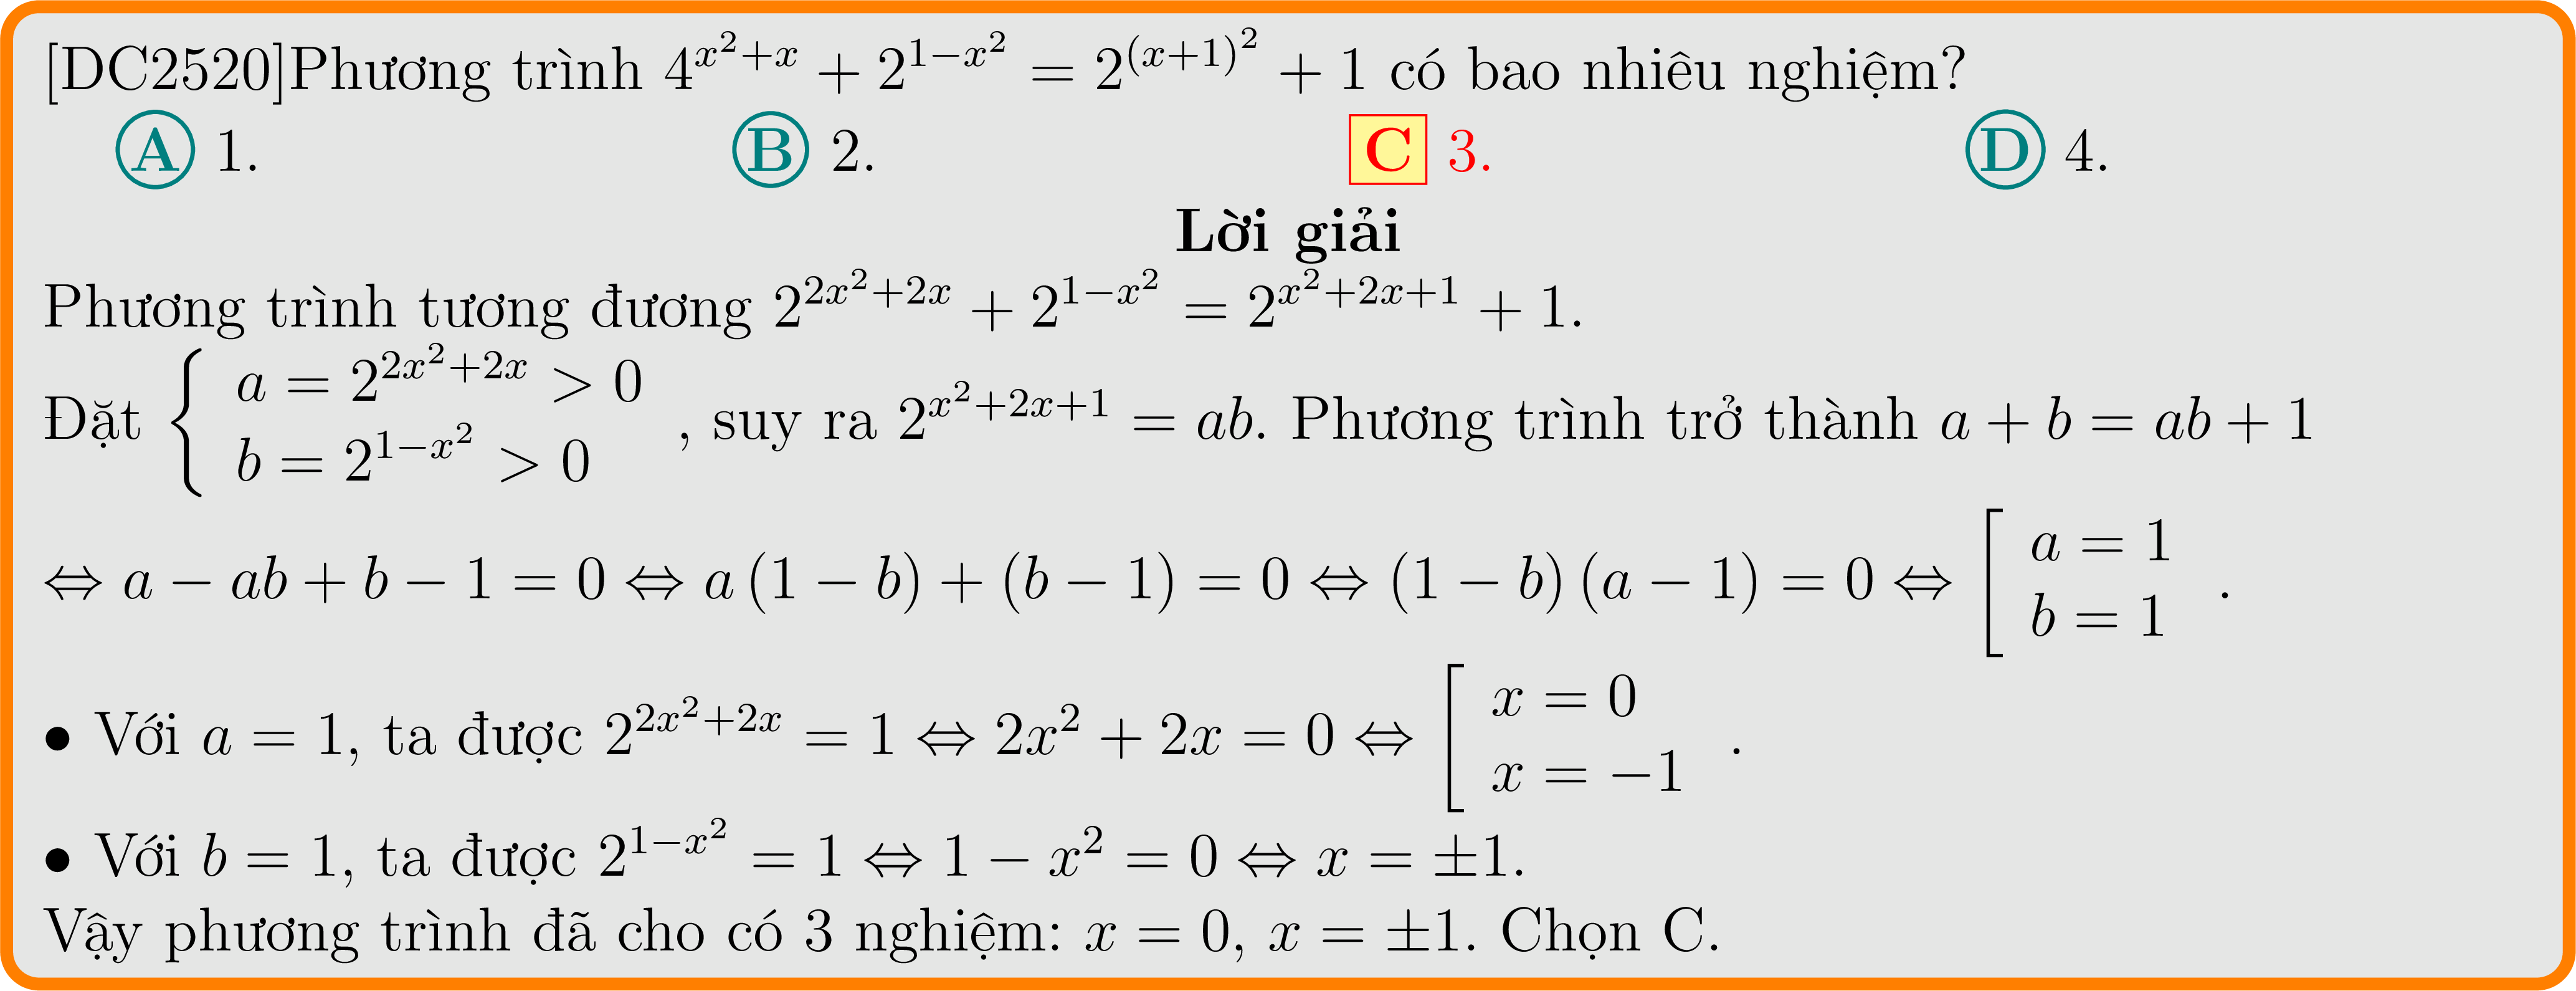 [DC2520]Phương trình $4^{x^2+x} + 2^{1-x^2} = 2^{(x+1)^2} + 1$ có bao nhiêu nghiệm?
A 1. B 2. C 3. D 4.
Lời giải
Phương trình tương đương $2^{2x^2+2x} + 2^{1-x^2} = 2^{x^2+2x+1} + 1$.
Đặt $\begin{cases} a = 2^{2x^2+2x} > 0 \\ b = 2^{1-x^2} > 0 \end{cases}$, suy ra $2^{x^2+2x+1} = ab$. Phương trình trở thành $a + b = ab + 1$
$\Leftrightarrow a - ab + b - 1 = 0 \Leftrightarrow a(1 - b) + (b - 1) = 0 \Leftrightarrow (1 - b)(a - 1) = 0 \Leftrightarrow \left[\begin{array}{l} a = 1 \\ b = 1 \end{array}\right.$.
• Với $a = 1$, ta được $2^{2x^2+2x} = 1 \Leftrightarrow 2x^2 + 2x = 0 \Leftrightarrow \left[\begin{array}{l} x = 0 \\ x = -1 \end{array}\right.$.
• Với $b = 1$, ta được $2^{1-x^2} = 1 \Leftrightarrow 1 - x^2 = 0 \Leftrightarrow x = \pm 1$.
Vậy phương trình đã cho có 3 nghiệm: $x = 0$, $x = \pm 1$. Chọn C.